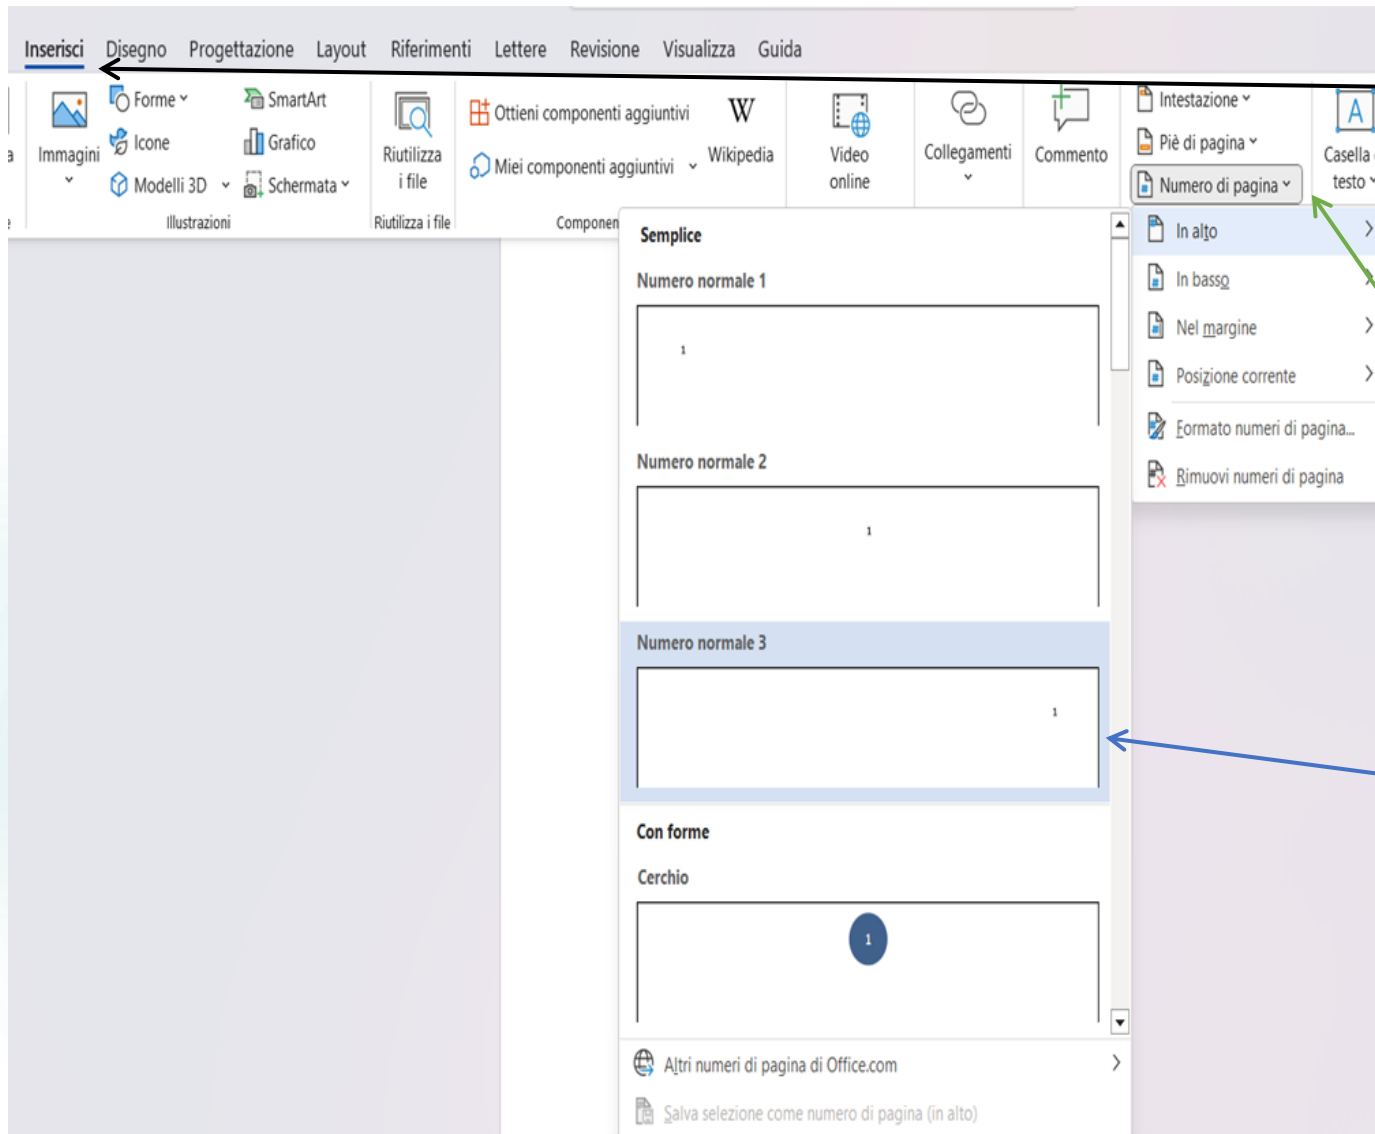 Inserisci Disegno Progettazione Layout Riferimenti Lettere Revisione Visualizza Guida
Immagini
Forme
Icone
Modelli 3D
SmartArt
Grafico
Schermata
Illustrazioni
Riutilizza
i file
Riutilizza i file
Ottieni componenti aggiuntivi
Miei componenti aggiuntivi
W
Wikipedia
Componen
Video
online
Collegamenti
Commento
Intestazione
Piè di pagina
Numero di pagina
A
Casella
testo
In alto
In basso
Nel margine
Posizione corrente
Formato numeri di pagina...
Rimuovi numeri di pagina
Semplice
Numero normale 1
1
Numero normale 2
1
Numero normale 3
1
Con forme
Cerchio
1
Altri numeri di pagina di Office.com
Salva selezione come numero di pagina (in alto)